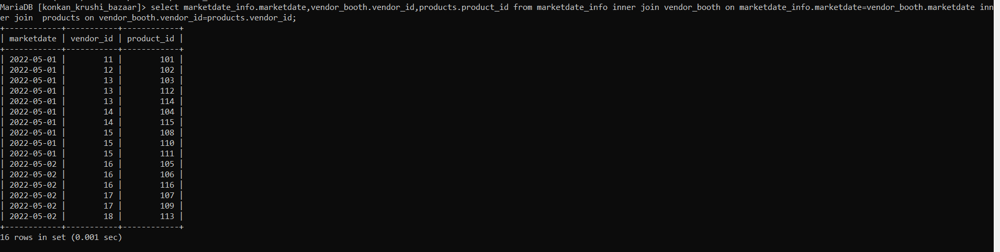 MariaDB [konkan_krushi_bazaar]> select marketdate_info.marketdate,vendor_booth.vendor_id,products.product_id from marketdate_info inner join vendor_booth on marketdate_info.marketdate=vendor_booth.marketdate inn
er join  products on vendor_booth.vendor_id=products.vendor_id;
+------------+-----------+------------+
| marketdate | vendor_id | product_id |
+------------+-----------+------------+
| 2022-05-01 |        11 |        101 |
| 2022-05-01 |        12 |        102 |
| 2022-05-01 |        13 |        103 |
| 2022-05-01 |        13 |        112 |
| 2022-05-01 |        13 |        114 |
| 2022-05-01 |        14 |        104 |
| 2022-05-01 |        14 |        115 |
| 2022-05-01 |        15 |        108 |
| 2022-05-01 |        15 |        110 |
| 2022-05-01 |        15 |        111 |
| 2022-05-02 |        16 |        105 |
| 2022-05-02 |        16 |        106 |
| 2022-05-02 |        16 |        116 |
| 2022-05-02 |        17 |        107 |
| 2022-05-02 |        17 |        109 |
| 2022-05-02 |        18 |        113 |
+------------+-----------+------------+
16 rows in set (0.001 sec)